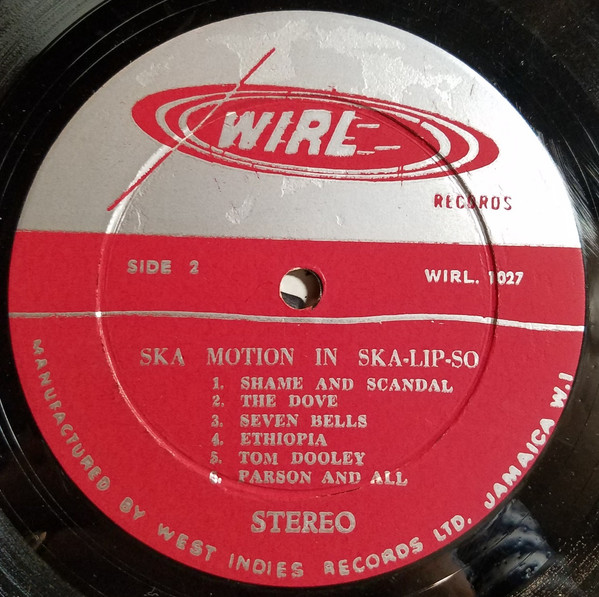 WIRL
RECORDS
SIDE 2
WIRL. 1027
SKA MOTION IN SKA-LIP-SO
1. SHAME AND SCANDAL
2. THE DOVE
3. SEVEN BELLS
4. ETHIOPIA
5. TOM DOOLEY
6. PARSON AND ALL
STEREO
MANUFACTURED BY WEST INDIES RECORDS LTD, JAMAICA W.I